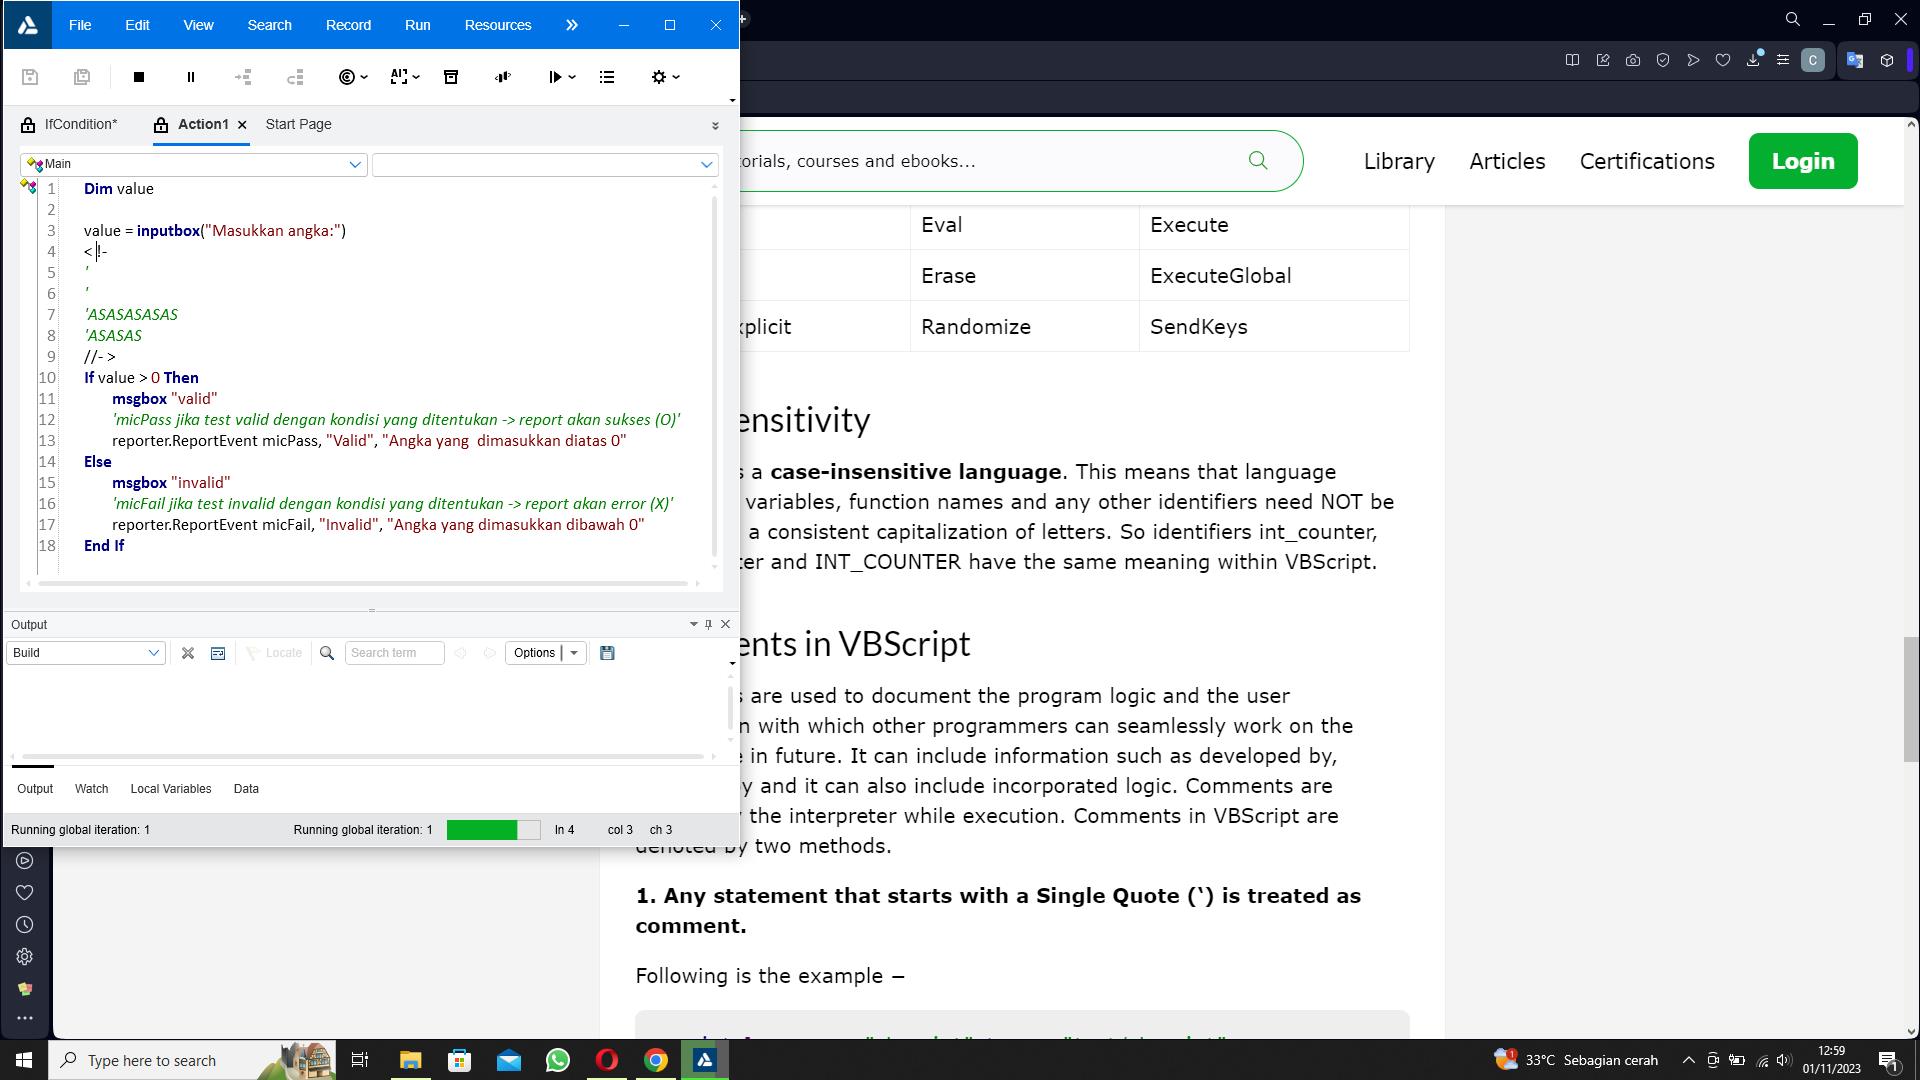 File Edit View Search Record Run Resources
IfCondition* Action1 Start Page
Main
1 Dim value
2
3 value = inputbox("Masukkan angka:")
4 < !-
5 '
6 '
7 'ASASASASAS
8 'ASASAS
9 //- >
10 If value > 0 Then
11 msgbox "valid"
12 'micPass jika test valid dengan kondisi yang ditentukan -> report akan sukses (O)'
13 reporter.ReportEvent micPass, "Valid", "Angka yang  dimasukkan diatas 0"
14 Else
15 msgbox "invalid"
16 'micFail jika test invalid dengan kondisi yang ditentukan -> report akan error (X)'
17 reporter.ReportEvent micFail, "Invalid", "Angka yang dimasukkan dibawah 0"
18 End If
Output
Build Locate Search term Options
Output Watch Local Variables Data
Running global iteration: 1 Running global iteration: 1 ln 4 col 3 ch 3
C
orials, courses and ebooks... Library Articles Certifications Login
Eval Execute
Erase ExecuteGlobal
xplicit Randomize SendKeys
ensitivity
s a case-insensitive language. This means that language
variables, function names and any other identifiers need NOT be
a consistent capitalization of letters. So identifiers int_counter,
er and INT_COUNTER have the same meaning within VBScript.
ents in VBScript
s are used to document the program logic and the user
n with which other programmers can seamlessly work on the
e in future. It can include information such as developed by,
y and it can also include incorporated logic. Comments are
the interpreter while execution. Comments in VBScript are
denoted by two methods.
1. Any statement that starts with a Single Quote (‘) is treated as
comment.
Following is the example −
Type here to search
33°C Sebagian cerah
12:59
01/11/2023
1